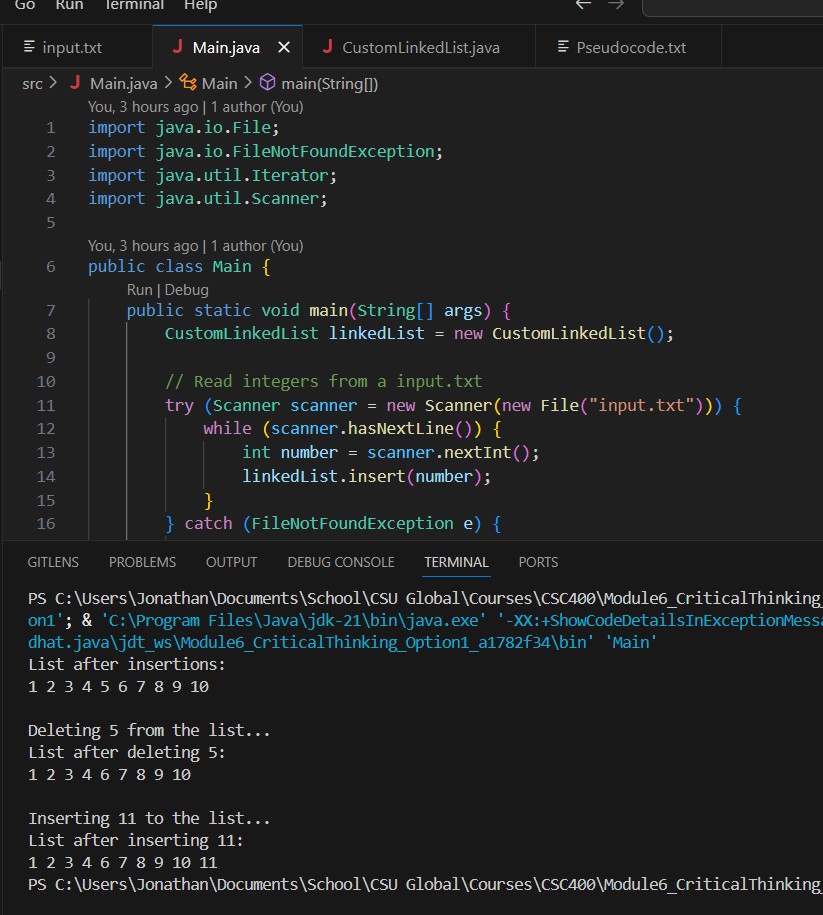 Go Run Terminal Help
input.txt Main.java CustomLinkedList.java Pseudocode.txt
src > Main.java > Main > main(String[])
You, 3 hours ago | 1 author (You)
1 import java.io.File;
2 import java.io.FileNotFoundException;
3 import java.util.Iterator;
4 import java.util.Scanner;
5
You, 3 hours ago | 1 author (You)
6 public class Main {
Run | Debug
7 public static void main(String[] args) {
8 CustomLinkedList linkedList = new CustomLinkedList();
9
10 // Read integers from a input.txt
11 try (Scanner scanner = new Scanner(new File("input.txt"))) {
12 while (scanner.hasNextLine()) {
13 int number = scanner.nextInt();
14 linkedList.insert(number);
15 }
16 } catch (FileNotFoundException e) {
GITLENS PROBLEMS OUTPUT DEBUG CONSOLE TERMINAL PORTS
PS C:\Users\Jonathan\Documents\School\CSU Global\Courses\CSC400\Module6_CriticalThinking_
on1'; & 'C:\Program Files\Java\jdk-21\bin\java.exe' '-XX:+ShowCodeDetailsInExceptionMessa
dhat.java\jdt_ws\Module6_CriticalThinking_Option1_a1782f34\bin' 'Main'
List after insertions:
1 2 3 4 5 6 7 8 9 10
Deleting 5 from the list...
List after deleting 5:
1 2 3 4 6 7 8 9 10
Inserting 11 to the list...
List after inserting 11:
1 2 3 4 6 7 8 9 10 11
PS C:\Users\Jonathan\Documents\School\CSU Global\Courses\CSC400\Module6_CriticalThinking_